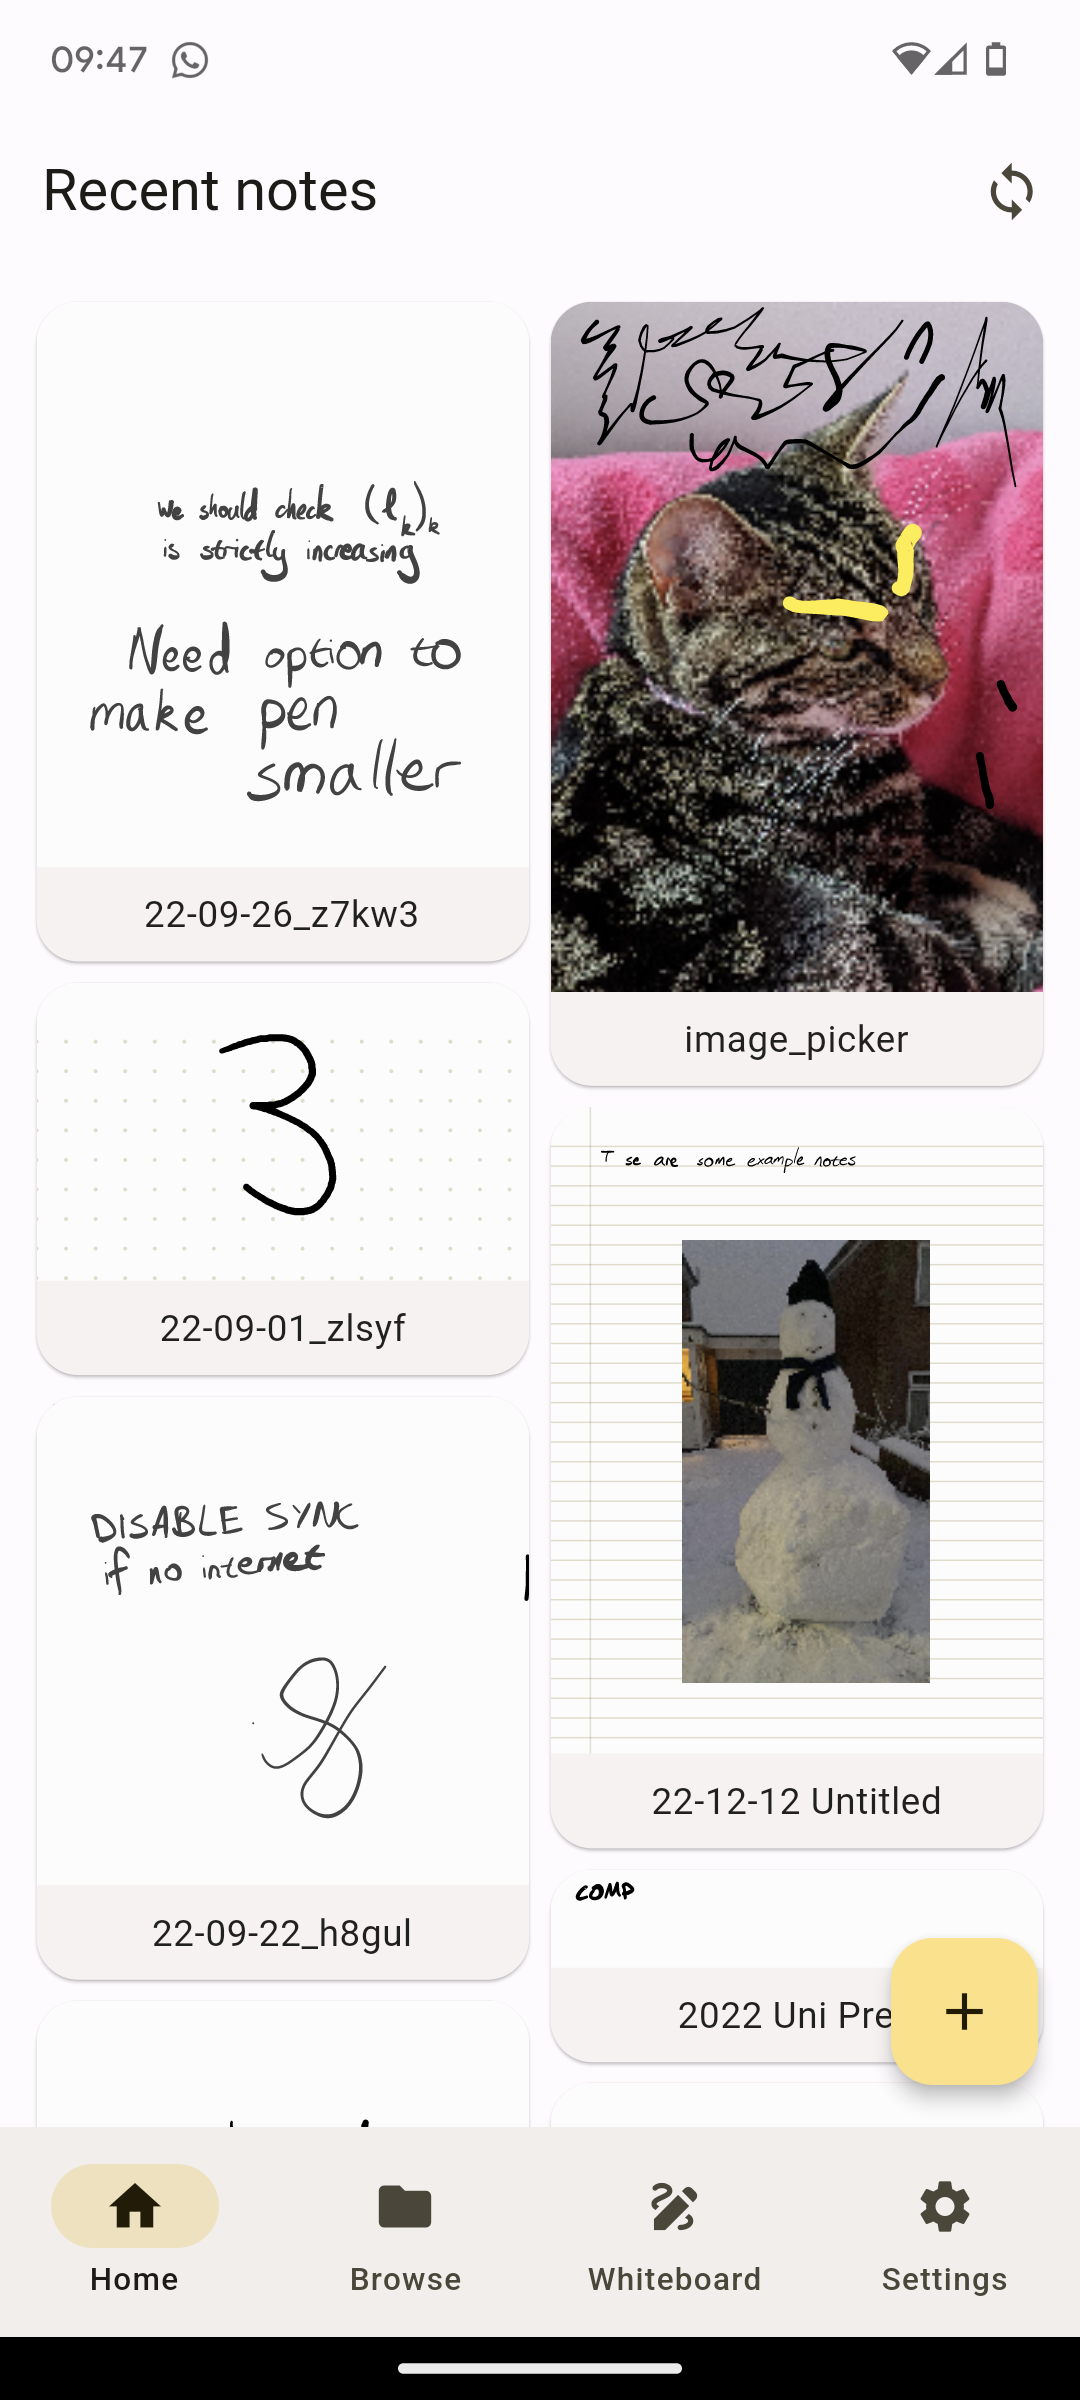 09:47
Recent notes
we should check (l_k)_k
is strictly increasing
Need option to
make pen
smaller
22-09-26_z7kw3
image_picker
3
22-09-01_zlsyf
T se are some example notes
DISABLE SYNC
if no internet
22-12-12 Untitled
22-09-22_h8gul
COMP
2022 Uni Pre
Home
Browse
Whiteboard
Settings